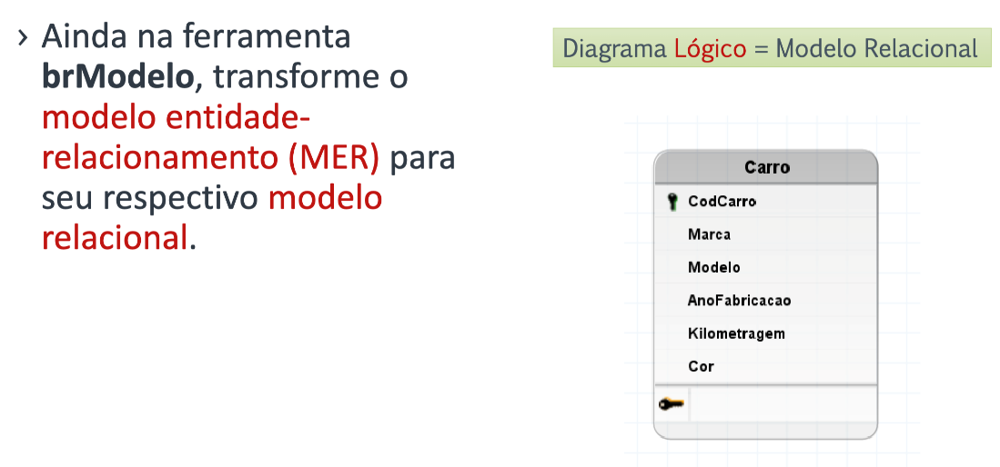 › Ainda na ferramenta
brModelo, transforme o
modelo entidade-
relacionamento (MER) para
seu respectivo modelo
relacional.
Diagrama Lógico = Modelo Relacional
Carro
CodCarro
Marca
Modelo
AnoFabricacao
Kilometragem
Cor